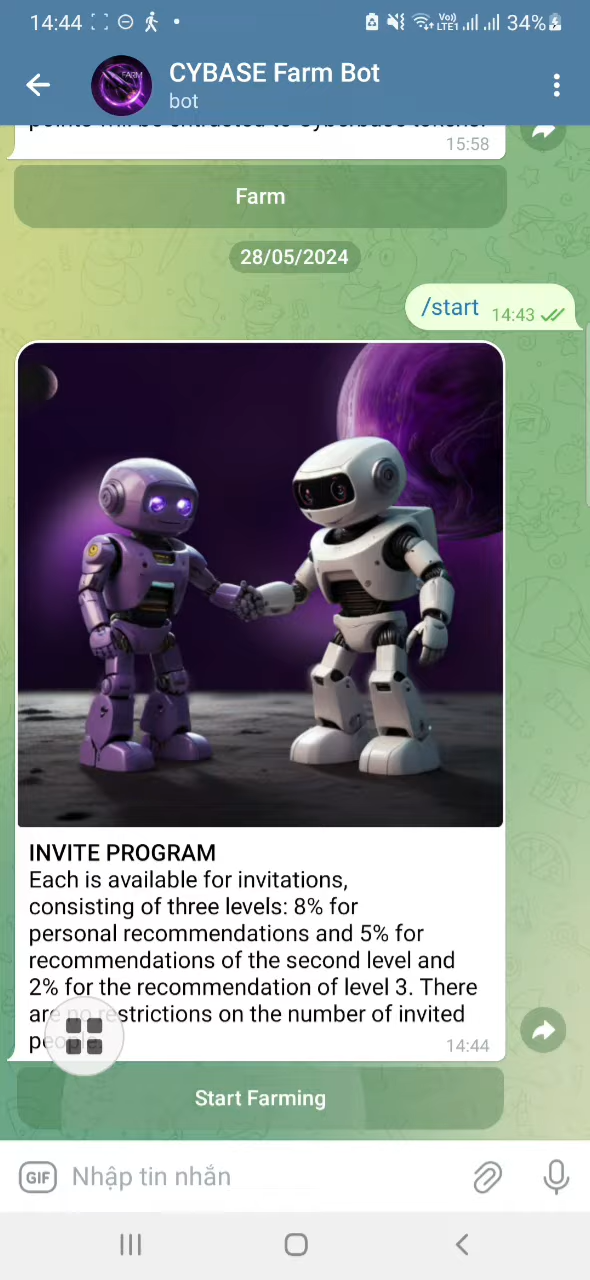 14:44
Vo))
LTE1
34%
FARM
CYBASE Farm Bot
bot
15:58
Farm
28/05/2024
/start 14:43
INVITE PROGRAM
Each is available for invitations,
consisting of three levels: 8% for
personal recommendations and 5% for
recommendations of the second level and
2% for the recommendation of level 3. There
are no restrictions on the number of invited
people.
14:44
Start Farming
GIF Nhập tin nhắn